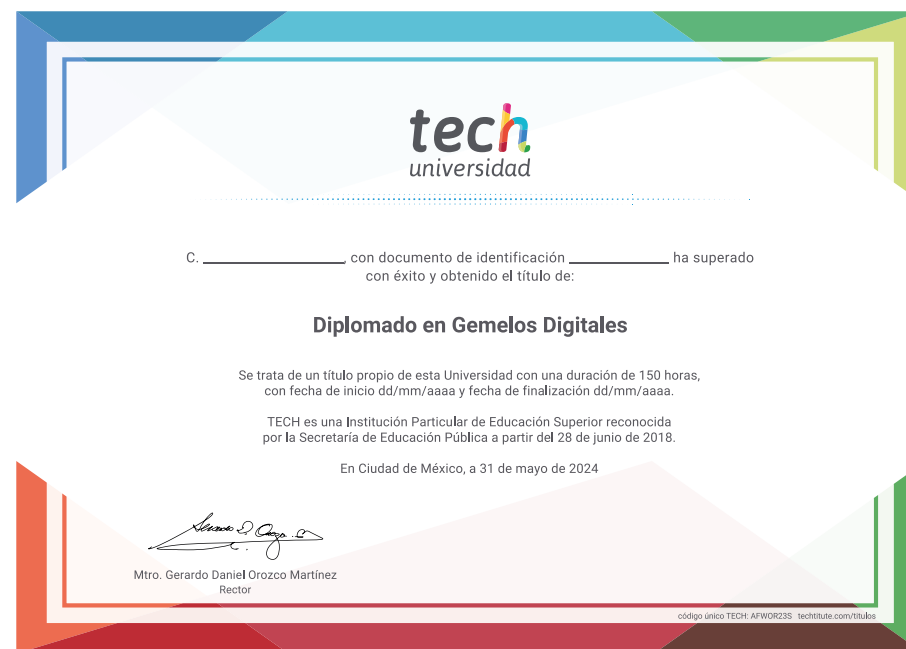 tech
universidad
C. ____________________, con documento de identificación ______________ ha superado
con éxito y obtenido el título de:
Diplomado en Gemelos Digitales
Se trata de un título propio de esta Universidad con una duración de 150 horas,
con fecha de inicio dd/mm/aaaa y fecha de finalización dd/mm/aaaa.
TECH es una Institución Particular de Educación Superior reconocida
por la Secretaría de Educación Pública a partir del 28 de junio de 2018.
En Ciudad de México, a 31 de mayo de 2024
Mtro. Gerardo Daniel Orozco Martínez
Rector
código único TECH: AFWOR23S techtitute.com/titulos